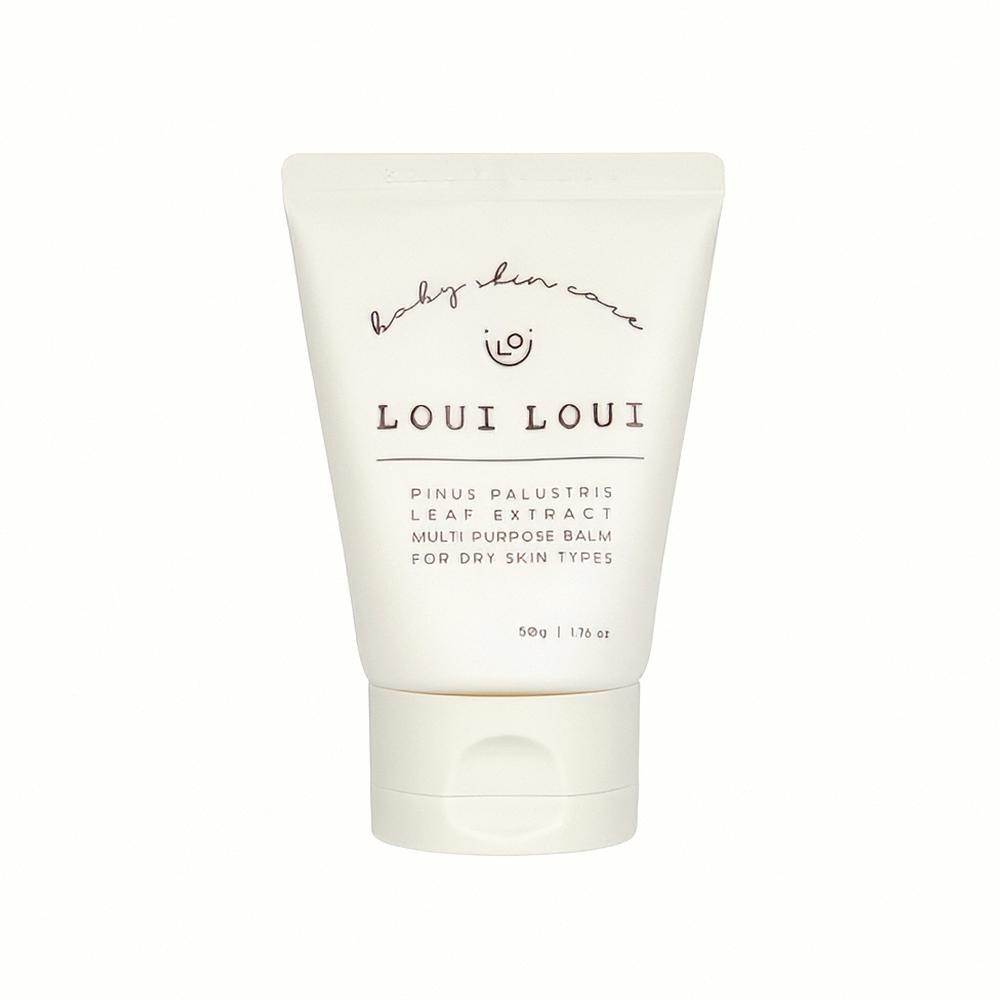 baby skin care
LO
LOUI LOUI
PINUS PALUSTRIS
LEAF EXTRACT
MULTI PURPOSE BALM
FOR DRY SKIN TYPES
50g | 1.76 oz